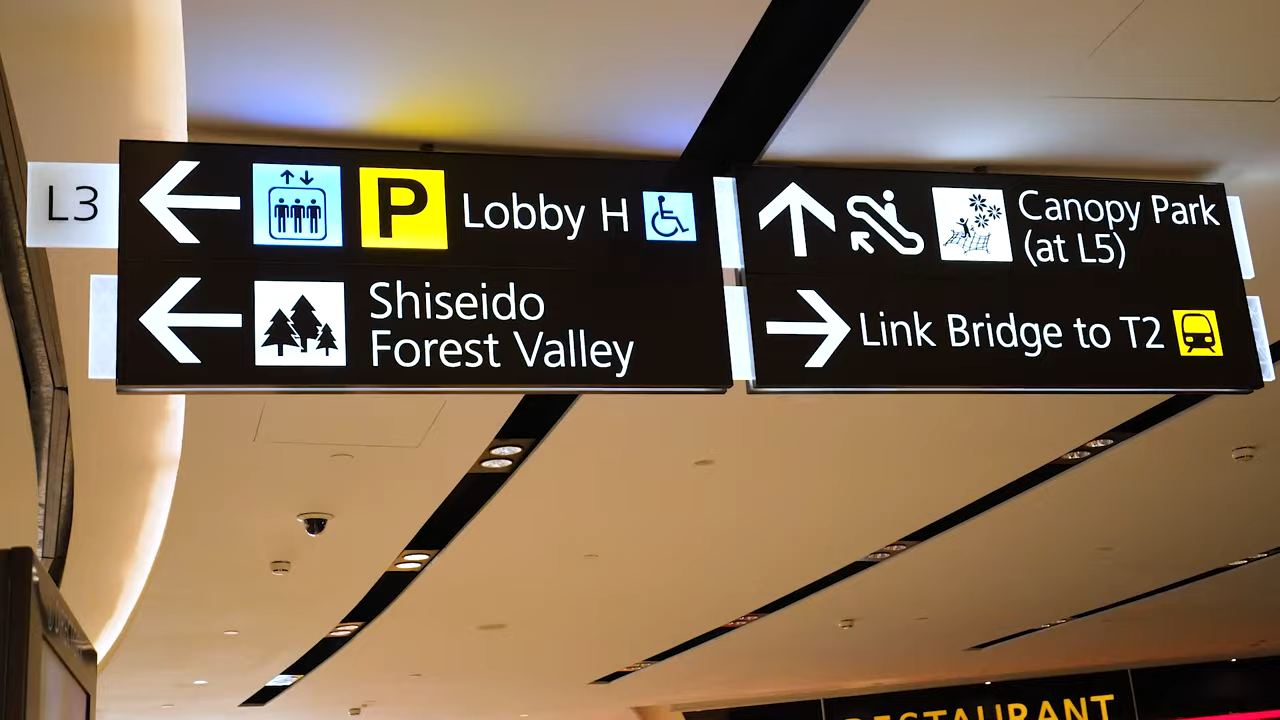 L3
P Lobby H
Shiseido
Forest Valley
Canopy Park
(at L5)
Link Bridge to T2
RESTAURANT